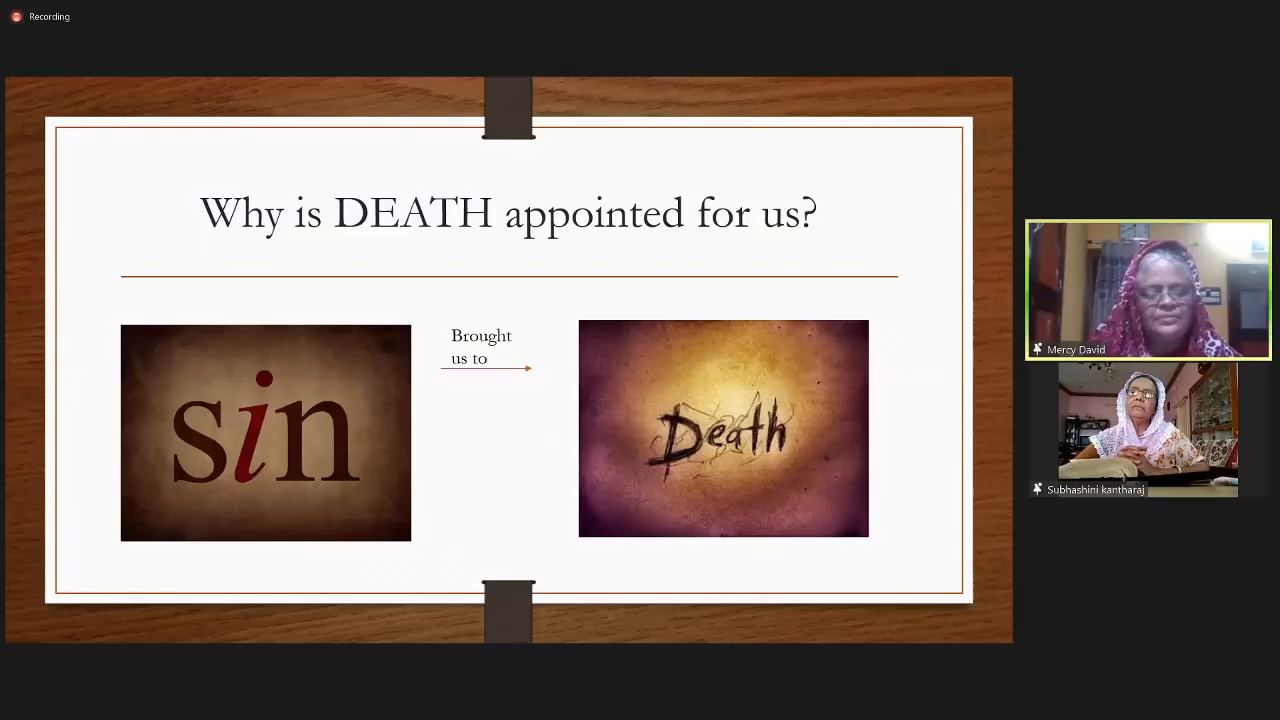 Recording
Why is DEATH appointed for us?
Brought
us to
sin
Death
Mercy David
Subhashini kantharaj